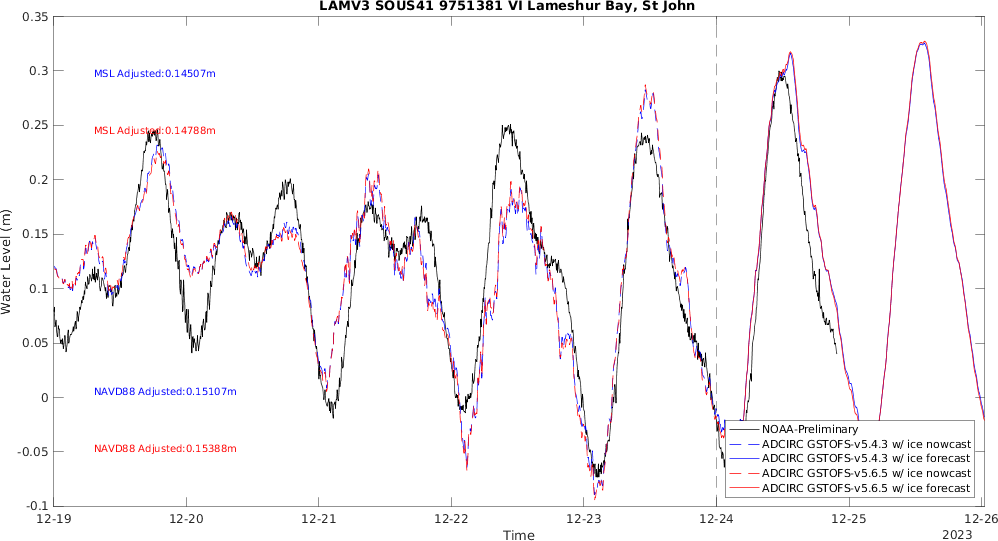 LAMV3 SOUS41 9751381 VI Lameshur Bay, St John
0.35
0.3
0.25
0.2
0.15
0.1
0.05
0
-0.05
-0.1
Water Level (m)
MSL Adjusted:0.14507m
MSL Adjusted:0.14788m
NAVD88 Adjusted:0.15107m
NAVD88 Adjusted:0.15388m
NOAA-Preliminary
ADCIRC GSTOFS-v5.4.3 w/ ice nowcast
ADCIRC GSTOFS-v5.4.3 w/ ice forecast
ADCIRC GSTOFS-v5.6.5 w/ ice nowcast
ADCIRC GSTOFS-v5.6.5 w/ ice forecast
12-19 12-20 12-21 12-22 12-23 12-24 12-25 12-26
Time
2023